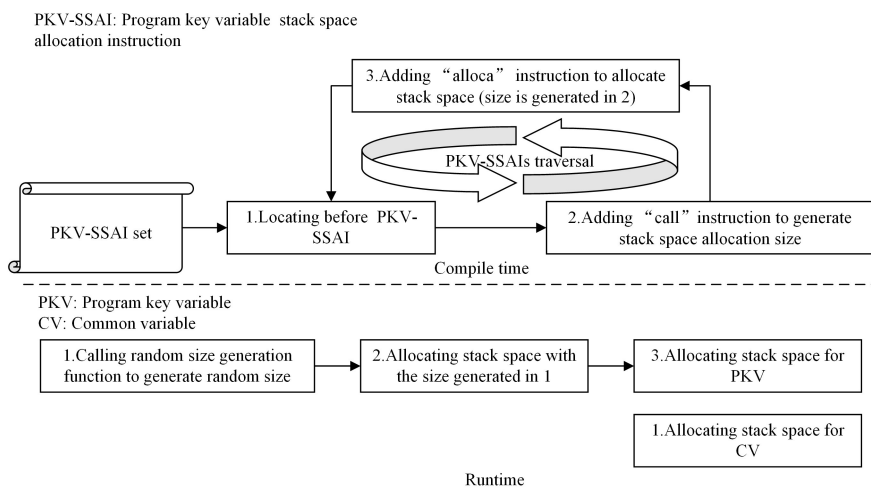 PKV-SSAI: Program key variable stack space
allocation instruction
3.Adding “alloca” instruction to allocate
stack space (size is generated in 2)
PKV-SSAIs traversal
PKV-SSAI set
1.Locating before PKV-
SSAI
2.Adding “call” instruction to generate
stack space allocation size
Compile time
PKV: Program key variable
CV: Common variable
1.Calling random size generation
function to generate random size
2.Allocating stack space with
the size generated in 1
3.Allocating stack space for
PKV
1.Allocating stack space for
CV
Runtime